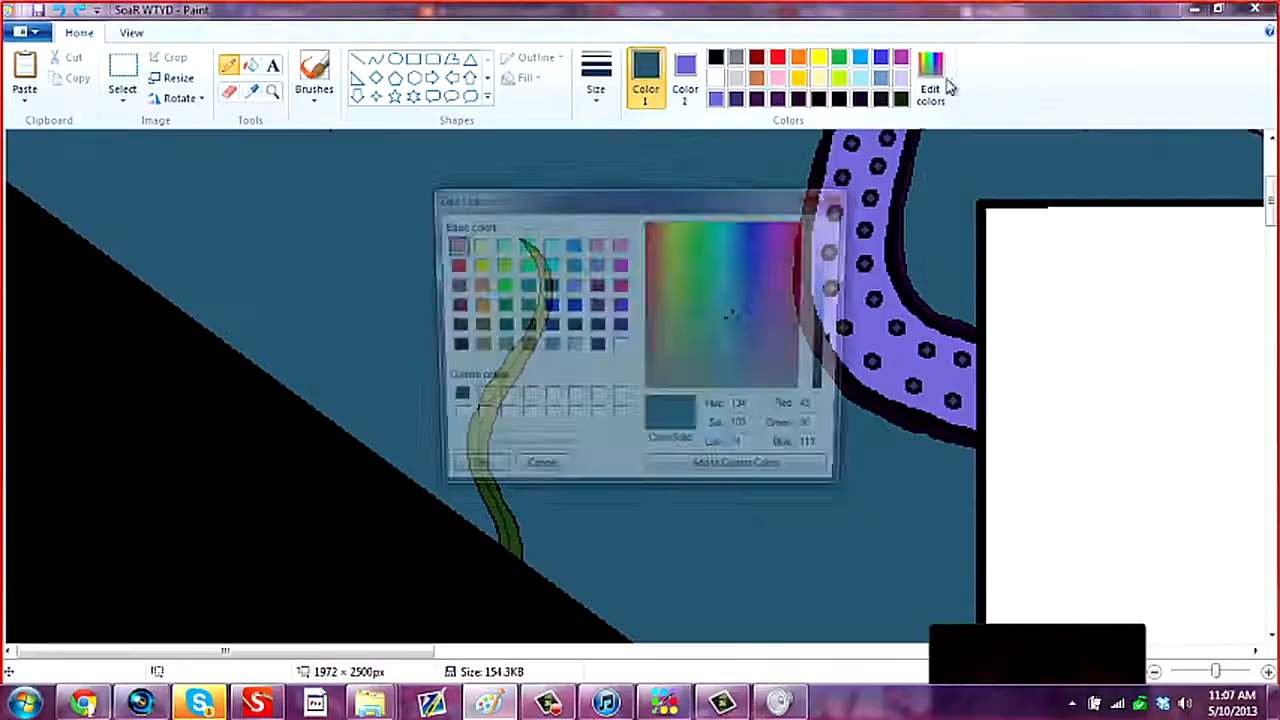 SoaR WTYD - Paint
Home View
Paste
Cut
Copy
Clipboard
Select
Crop
Resize
Rotate
Image
A
Tools
Brushes
Outline
Fill
Shapes
Size
Color 1
Color 2
Edit colors
Colors
Cancel
Add to Custom Colors
1972 × 2500px
Size: 154.3KB
11:07 AM
5/10/2013